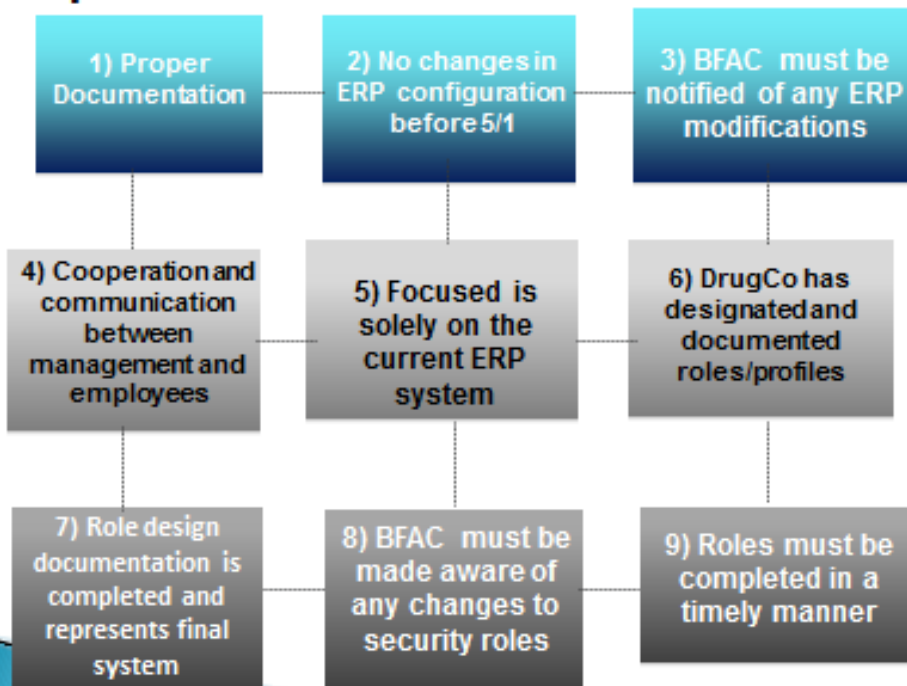 1) Proper
Documentation
2) No changes in
ERP configuration
before 5/1
3) BFAC must be
notified of any ERP
modifications
4) Cooperation and
communication
between
management and
employees
5) Focused is
solely on the
current ERP
system
6) DrugCo has
designated and
documented
roles/profiles
7) Role design
documentation is
completed and
represents final
system
8) BFAC must be
made aware of
any changes to
security roles
9) Roles must be
completed in a
timely manner